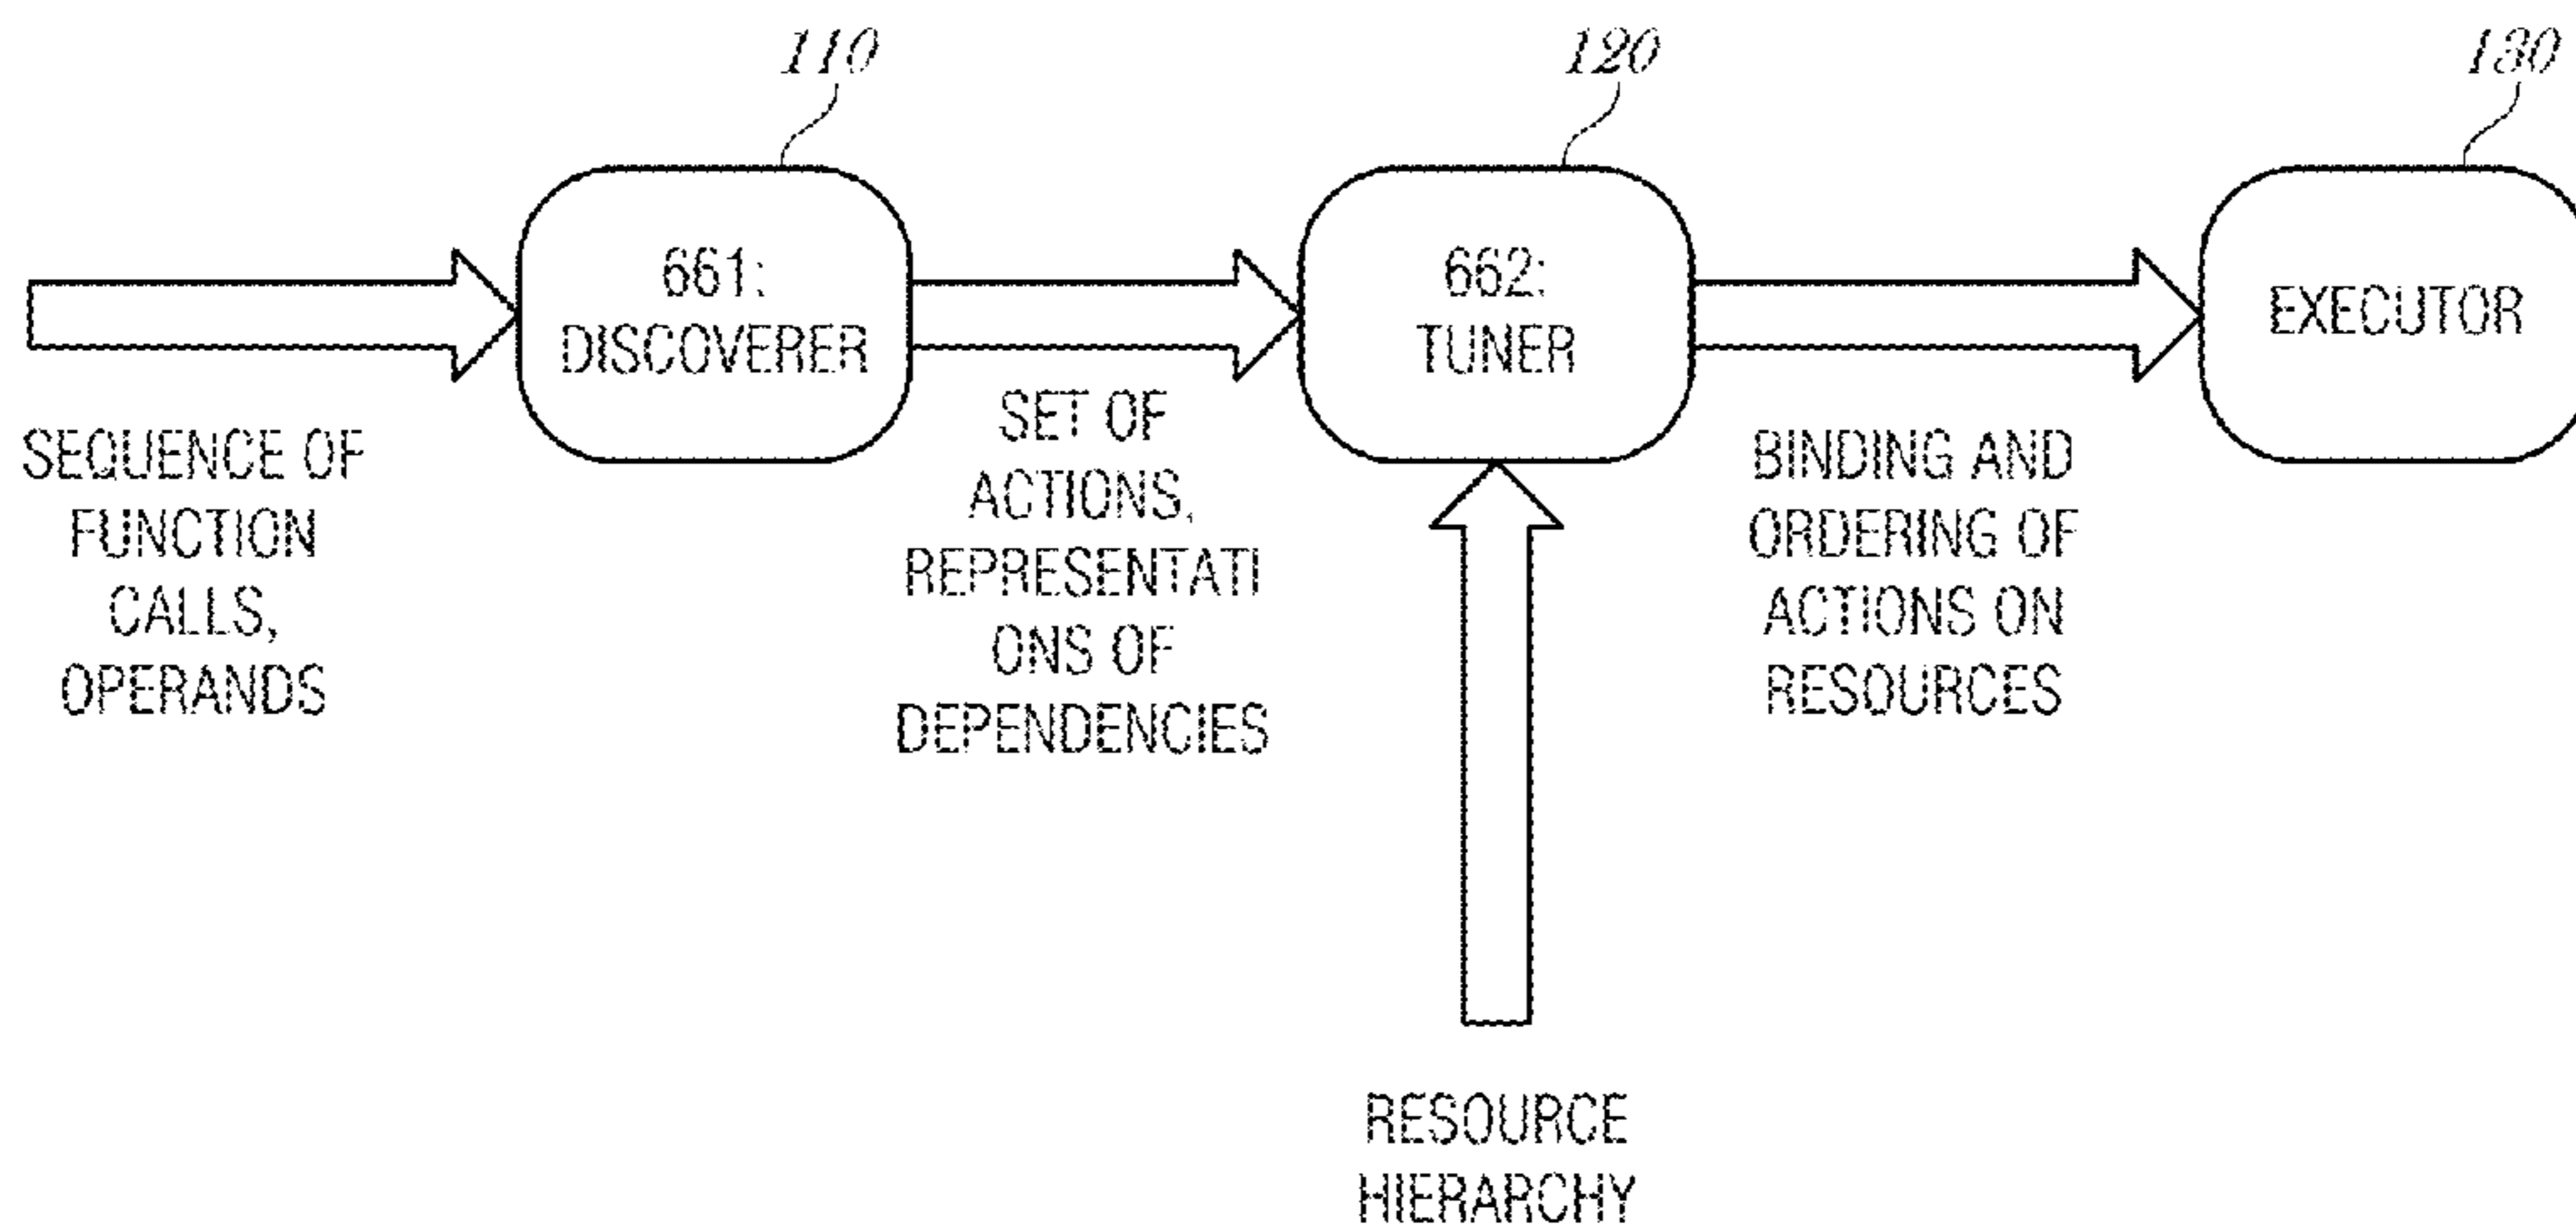 110
120
130
661:
DISCOVERER
662:
TUNER
EXECUTOR
SEQUENCE OF
FUNCTION
CALLS,
OPERANDS
SET OF
ACTIONS,
REPRESENTATI
ONS OF
DEPENDENCIES
BINDING AND
ORDERING OF
ACTIONS ON
RESOURCES
RESOURCE
HIERARCHY